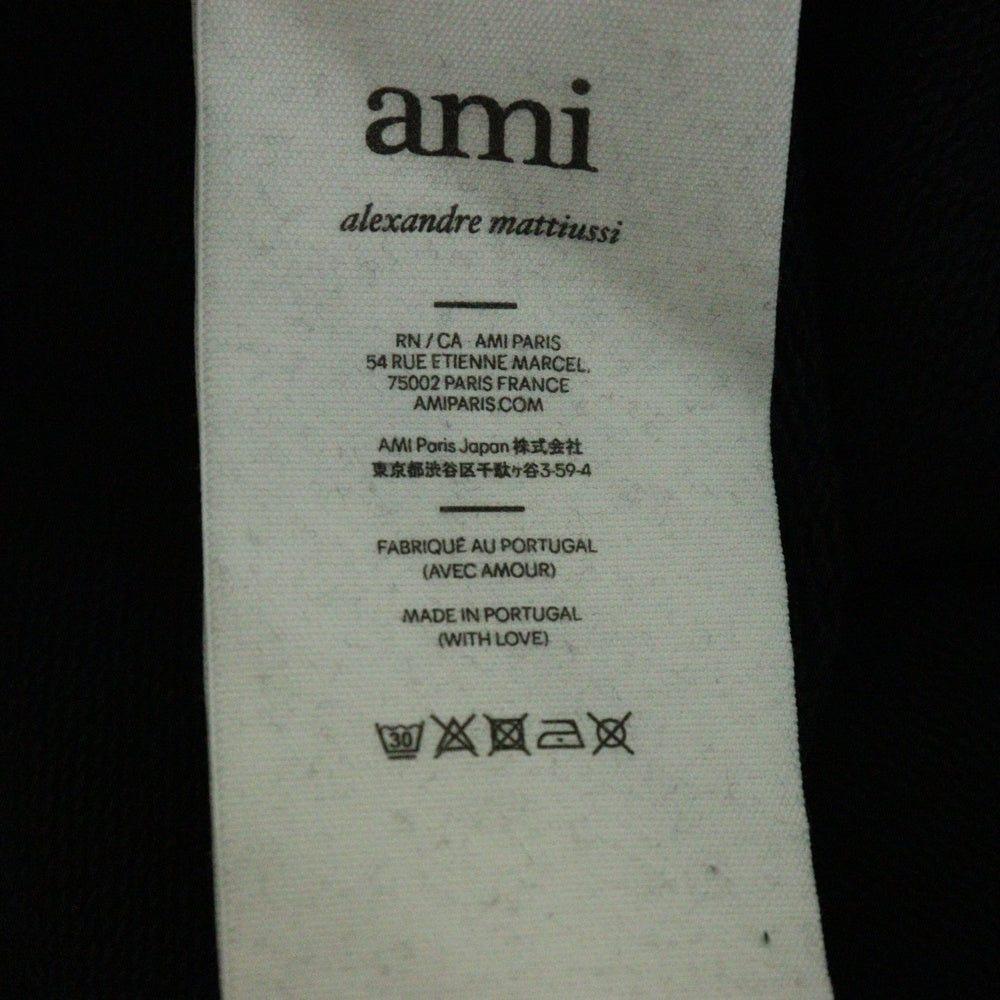 ami
alexandre mattiussi
RN / CA AMI PARIS
54 RUE ETIENNE MARCEL,
75002 PARIS FRANCE
AMIPARIS.COM
AMI Paris Japan 株式会社
東京都渋谷区千駄ヶ谷3-59-4
FABRIQUÉ AU PORTUGAL
(AVEC AMOUR)
MADE IN PORTUGAL
(WITH LOVE)
30